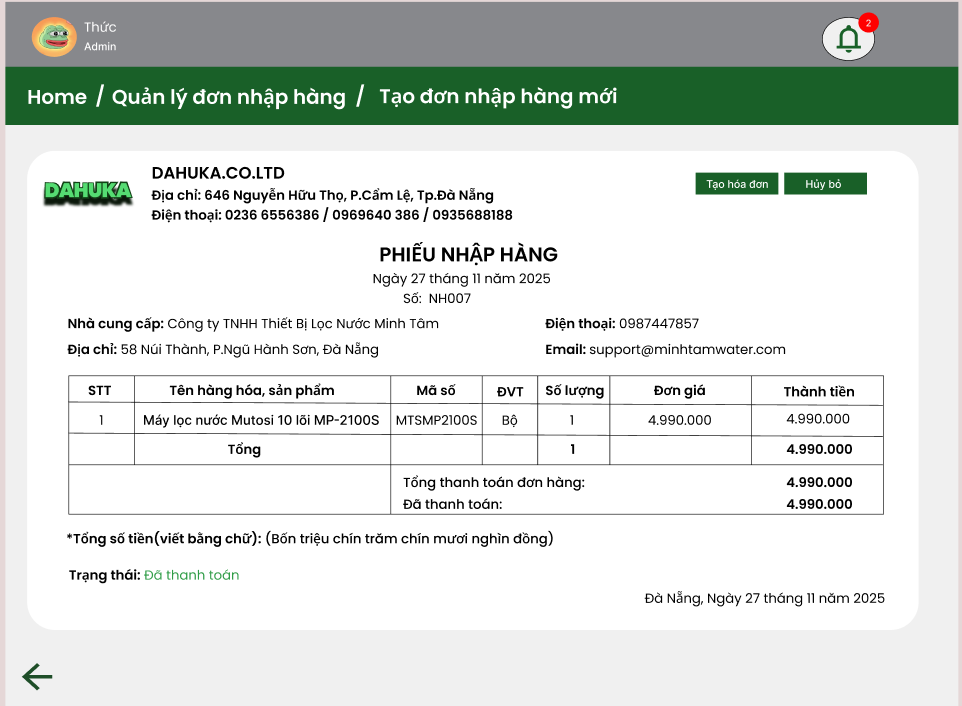 Thức
Admin
2
Home / Quản lý đơn nhập hàng / Tạo đơn nhập hàng mới
DAHUKA
DAHUKA.CO.LTD
Địa chỉ: 646 Nguyễn Hữu Thọ, P.Cẩm Lệ, Tp.Đà Nẵng
Điện thoại: 0236 6556386 / 0969640 386 / 0935688188
Tạo hóa đơn
Hủy bỏ
PHIẾU NHẬP HÀNG
Ngày 27 tháng 11 năm 2025
Số: NH007
Nhà cung cấp: Công ty TNHH Thiết Bị Lọc Nước Minh Tâm
Điện thoại: 0987447857
Địa chỉ: 58 Núi Thành, P.Ngũ Hành Sơn, Đà Nẵng
Email: support@minhtamwater.com
STT Tên hàng hóa, sản phẩm Mã số ĐVT Số lượng Đơn giá Thành tiền
1 Máy lọc nước Mutosi 10 lõi MP-2100S MTSMP2100S Bộ 1 4.990.000 4.990.000
Tổng 1 4.990.000
Tổng thanh toán đơn hàng: 4.990.000
Đã thanh toán: 4.990.000
*Tổng số tiền(viết bằng chữ): (Bốn triệu chín trăm chín mươi nghìn đồng)
Trạng thái: Đã thanh toán
Đà Nẵng, Ngày 27 tháng 11 năm 2025